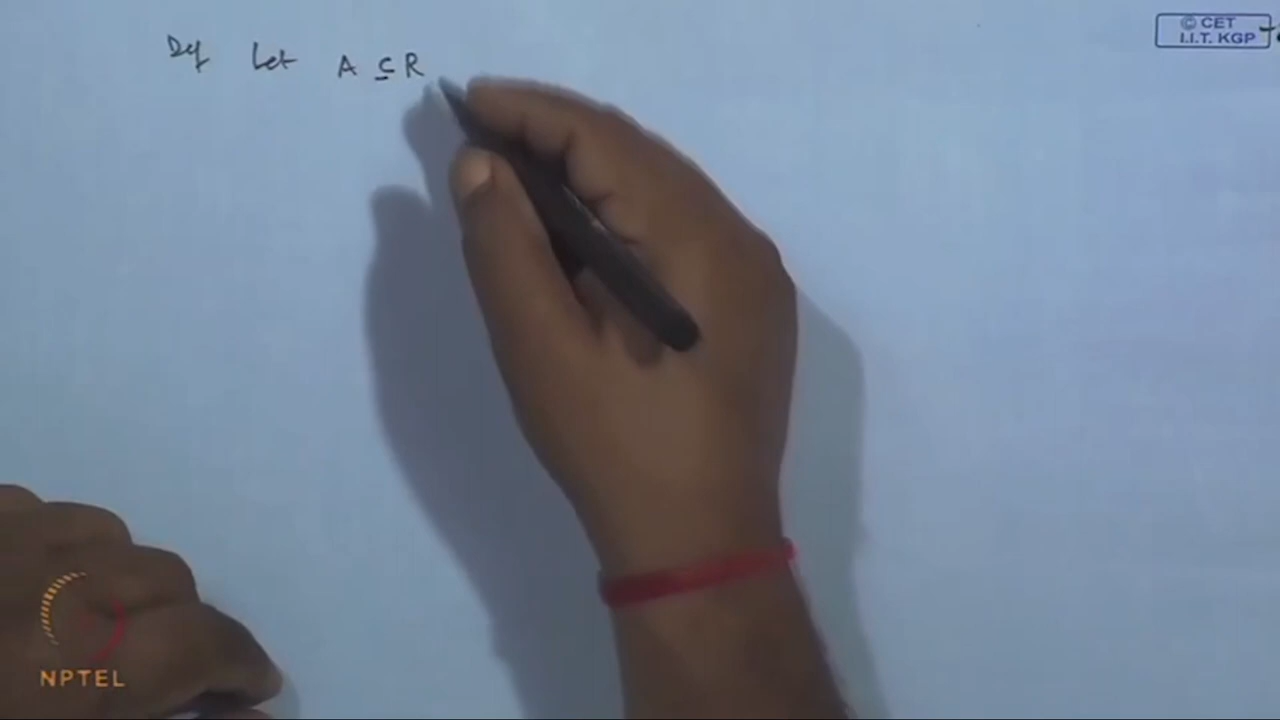 Def Let A ⊆ R
© CET
I.I.T. KGP
NPTEL